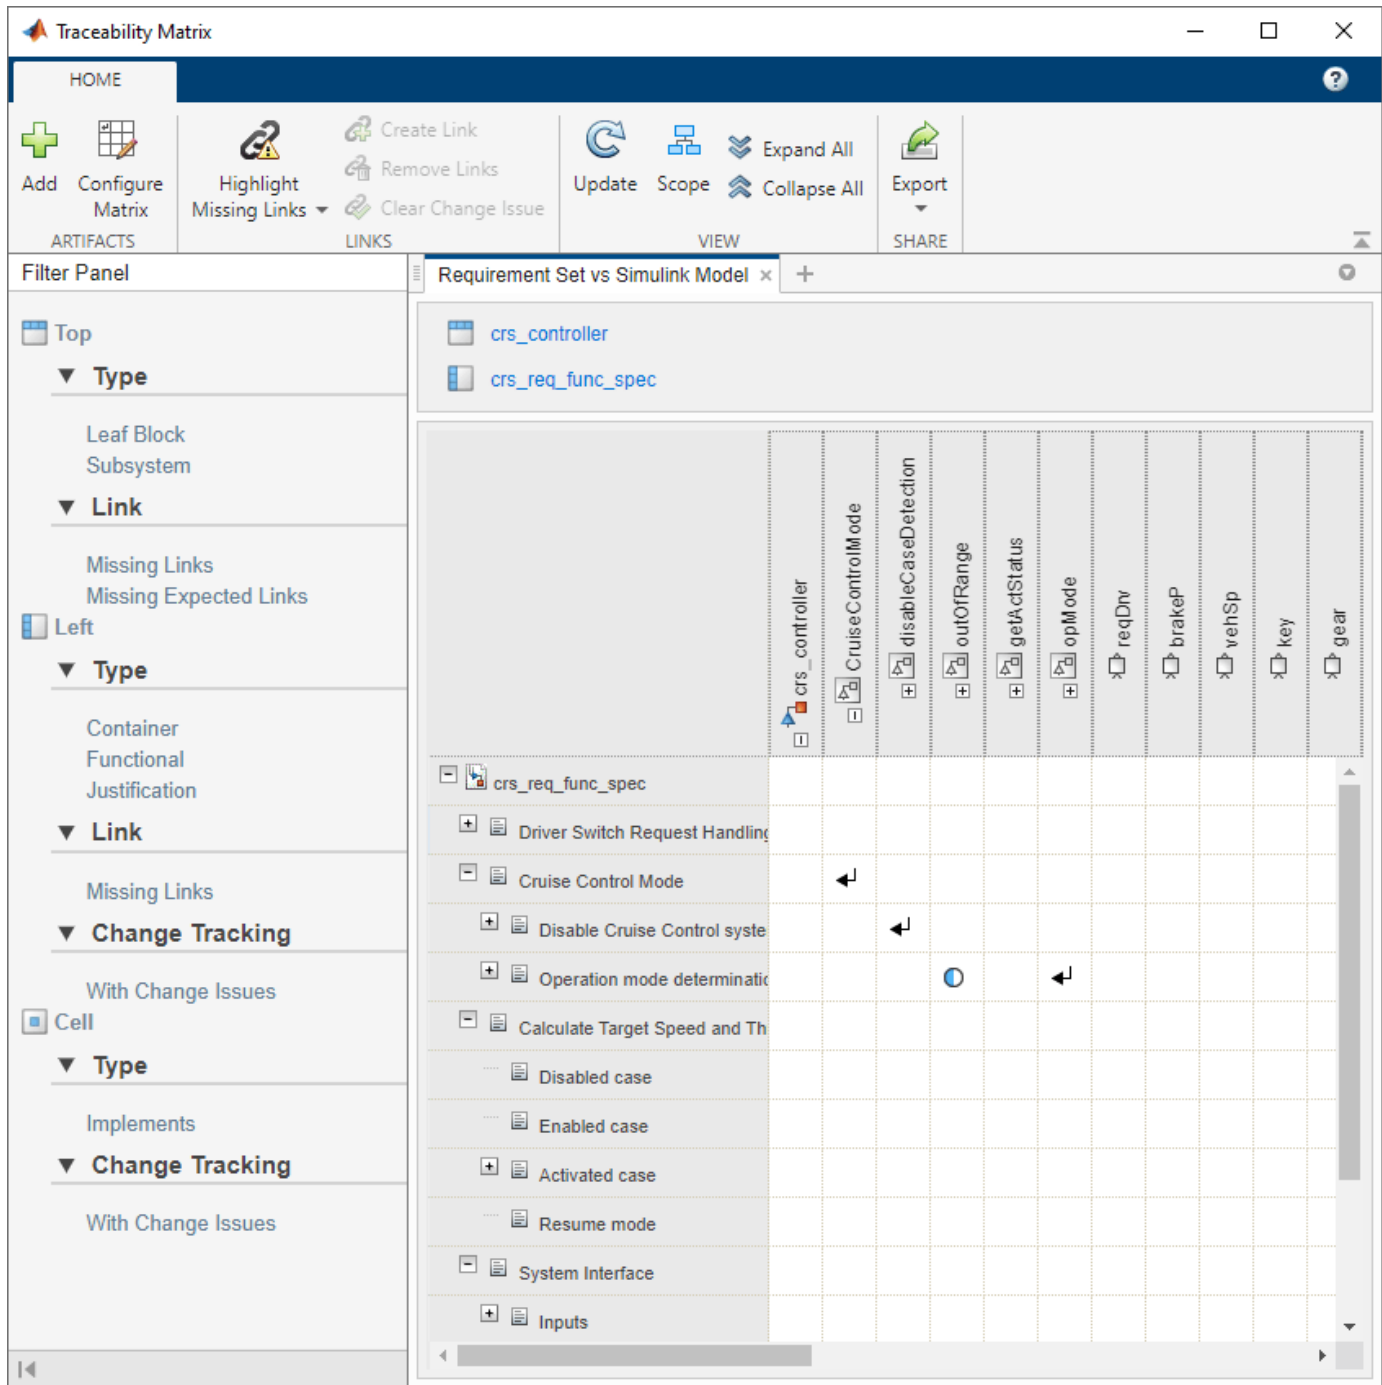 Traceability Matrix
HOME
Add
Configure
Matrix
ARTIFACTS
Highlight
Missing Links
Create Link
Remove Links
Clear Change Issue
LINKS
Update
Scope
Expand All
Collapse All
VIEW
Export
SHARE
Filter Panel
Top
Type
Leaf Block
Subsystem
Link
Missing Links
Missing Expected Links
Left
Type
Container
Functional
Justification
Link
Missing Links
Change Tracking
With Change Issues
Cell
Type
Implements
Change Tracking
With Change Issues
Requirement Set vs Simulink Model
crs_controller
crs_req_func_spec
crs_controller
CruiseControlMode
disableCaseDetection
outOfRange
getActStatus
opMode
reqDrv
brakeP
vehSp
key
gear
crs_req_func_spec
Driver Switch Request Handling
Cruise Control Mode
Disable Cruise Control syste
Operation mode determinatic
Calculate Target Speed and Th
Disabled case
Enabled case
Activated case
Resume mode
System Interface
Inputs